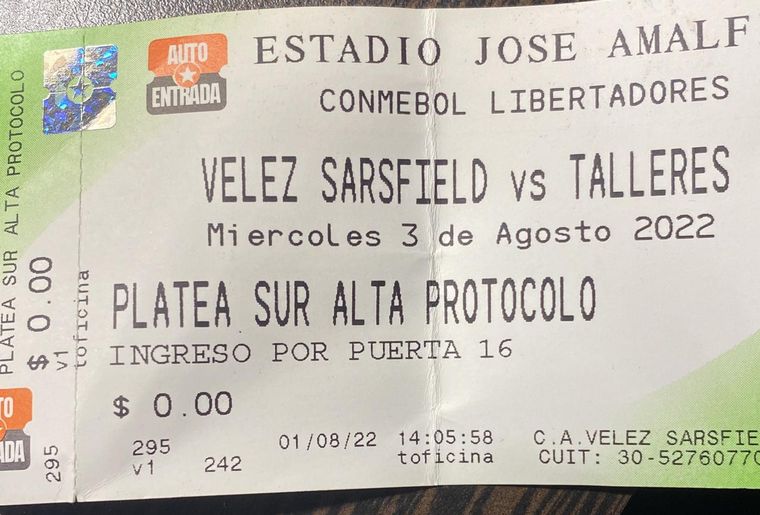 PLATEA SUR ALTA PROTOCOLO
$ 0.00
v1
toficina
295
AUTO
ENTRADA
ESTADIO JOSE AMALF
CONMEBOL LIBERTADORES
VELEZ SARSFIELD vs TALLERES
Miercoles 3 de Agosto 2022
PLATEA SUR ALTA PROTOCOLO
INGRESO POR PUERTA 16
$ 0.00
295
v1 242
01/08/22 14:05:58
toficina
C.A.VELEZ SARSFIE
CUIT: 30-5276077
TO
ADA